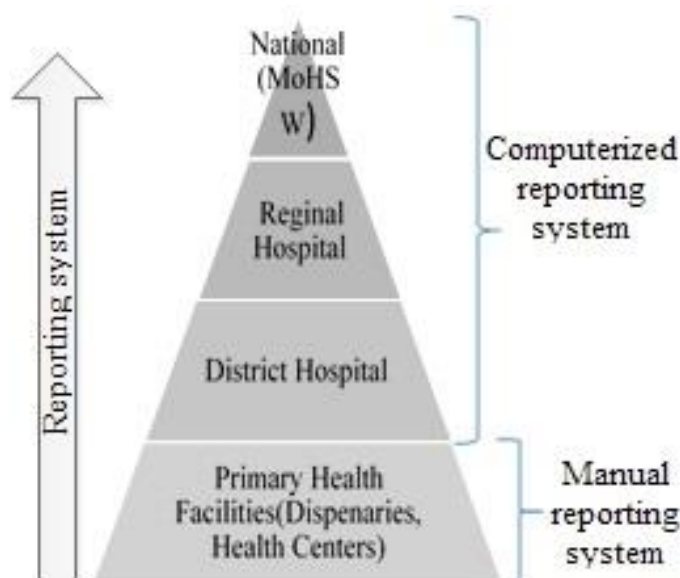 National
(MoHS
W)
Reginal
Hospital
District Hospital
Primary Health
Facilities(Dispenaries,
Health Centers)
Reporting system
Computerized
reporting
system
Manual
reporting
system